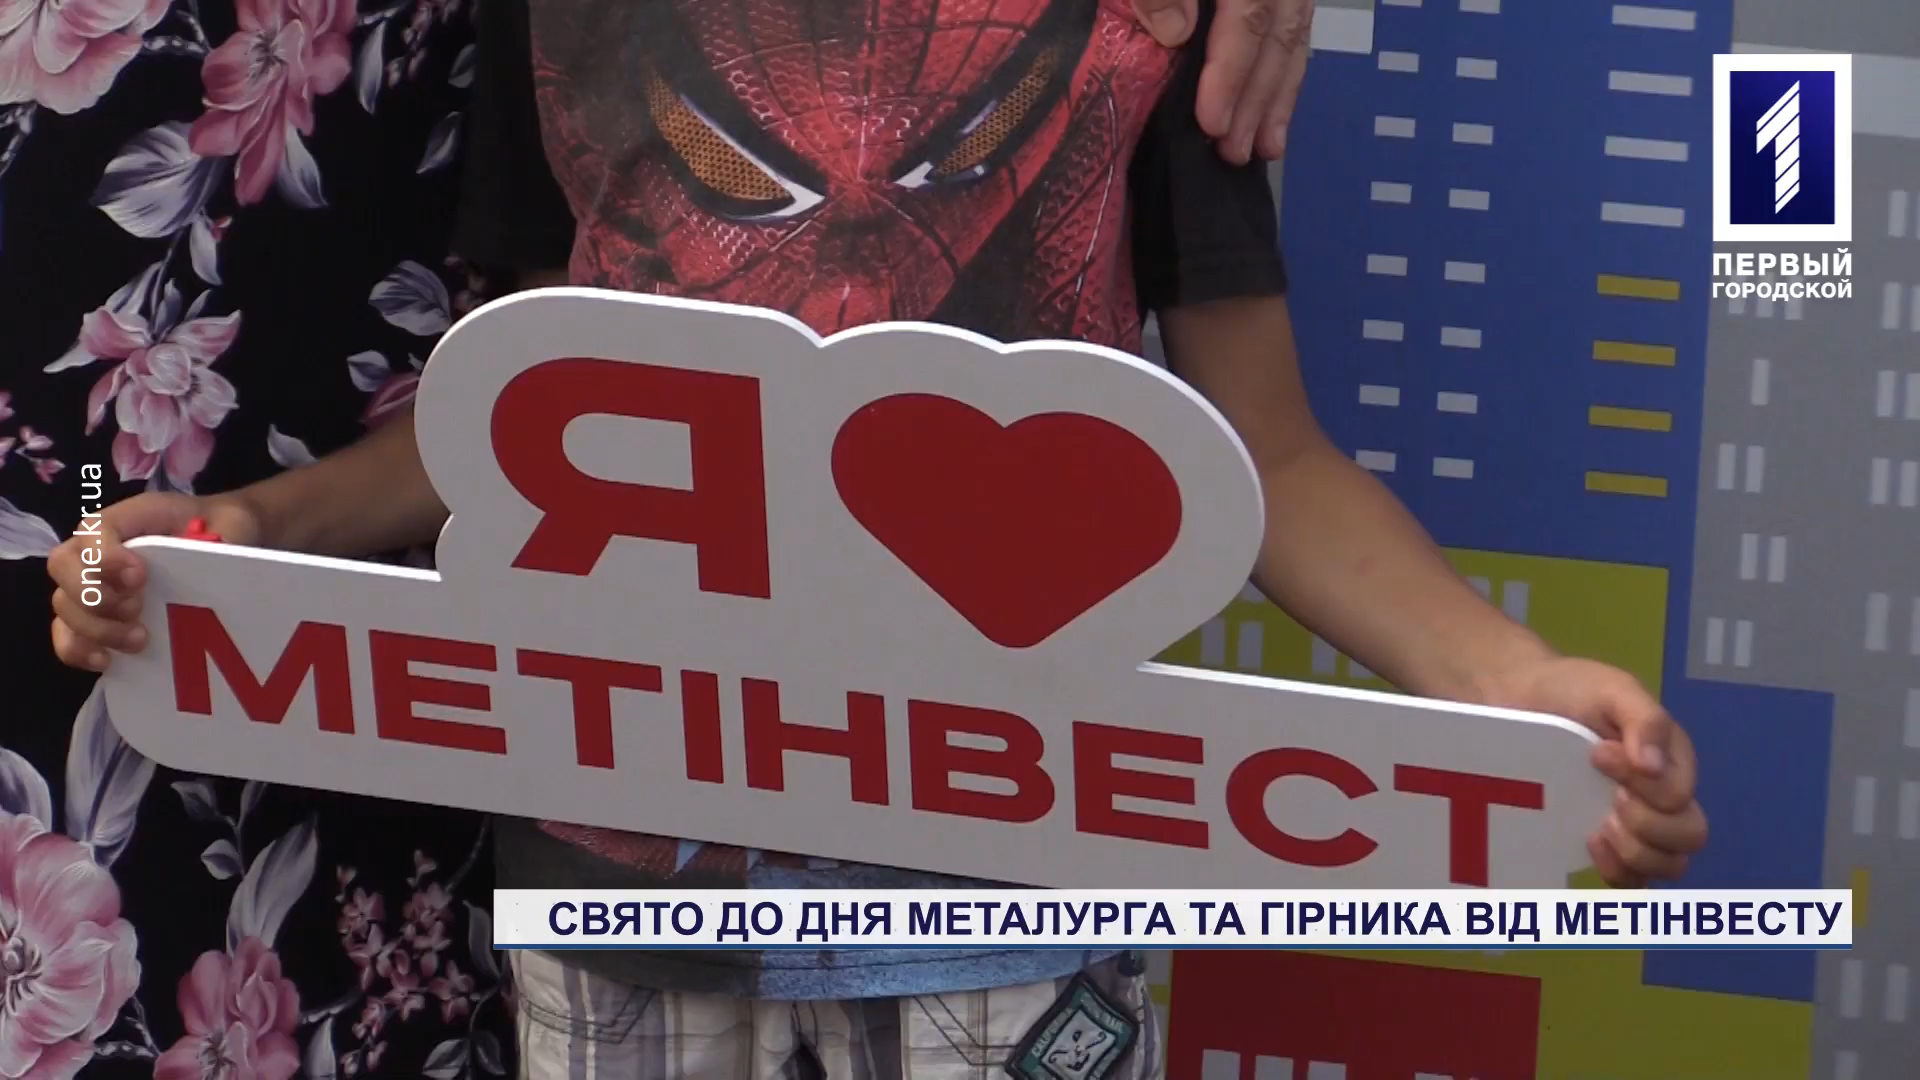 ПЕРВЫЙ
ГОРОДСКОЙ
one.kr.ua
Я
МЕТІНВЕСТ
СВЯТО ДО ДНЯ МЕТАЛУРГА ТА ГІРНИКА ВІД МЕТІНВЕСТУ